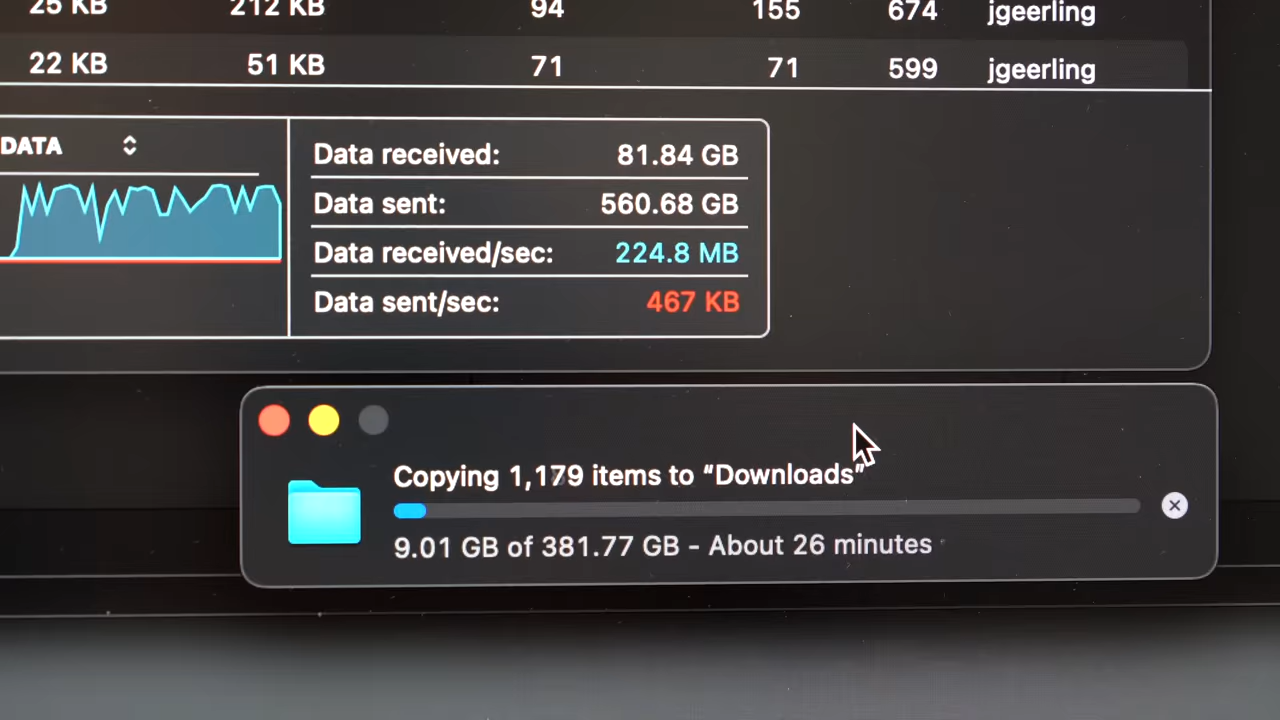 25 KB 212 KB 94 155 674 jgeerling
22 KB 51 KB 71 71 599 jgeerling
DATA
Data received: 81.84 GB
Data sent: 560.68 GB
Data received/sec: 224.8 MB
Data sent/sec: 467 KB
Copying 1,179 items to “Downloads”
9.01 GB of 381.77 GB - About 26 minutes